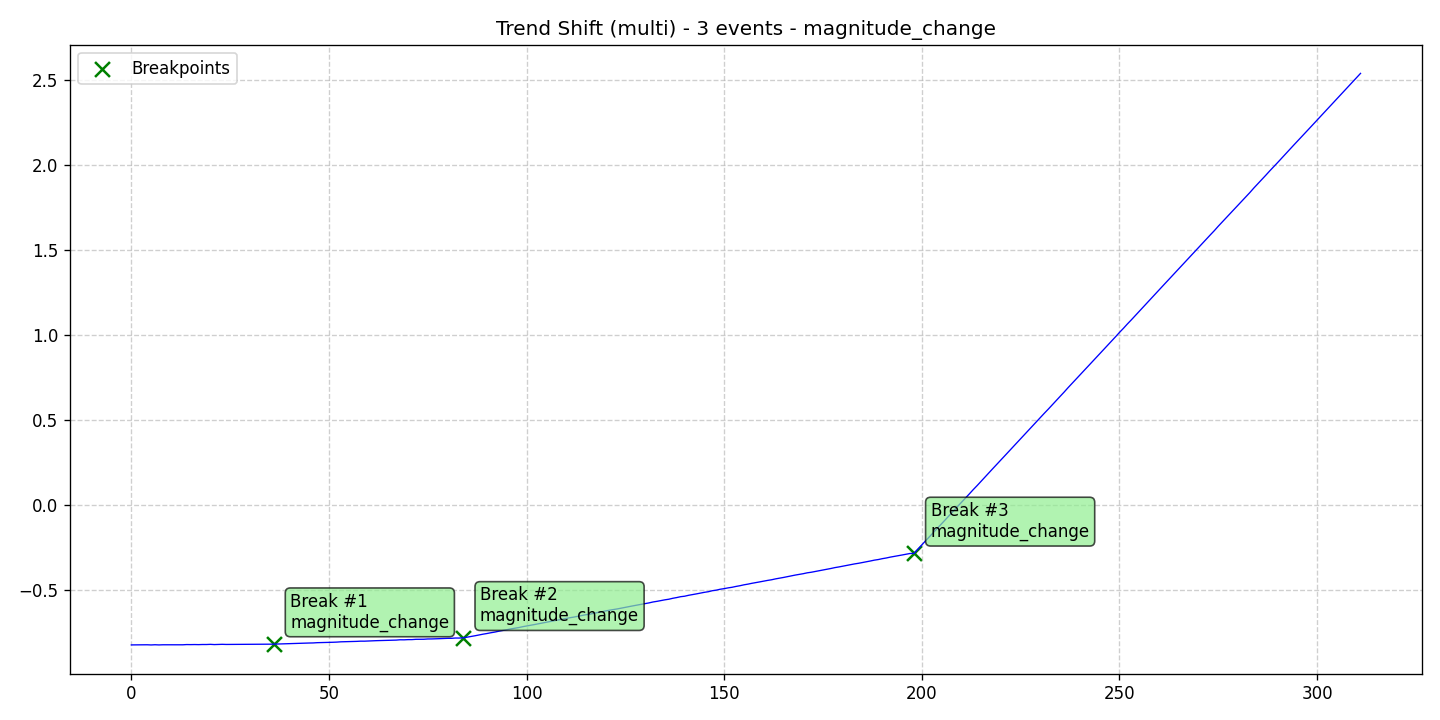 Trend Shift (multi) - 3 events - magnitude_change
Breakpoints
2.5
2.0
1.5
1.0
0.5
0.0
−0.5
Break #1
magnitude_change
Break #2
magnitude_change
Break #3
magnitude_change
0
50
100
150
200
250
300